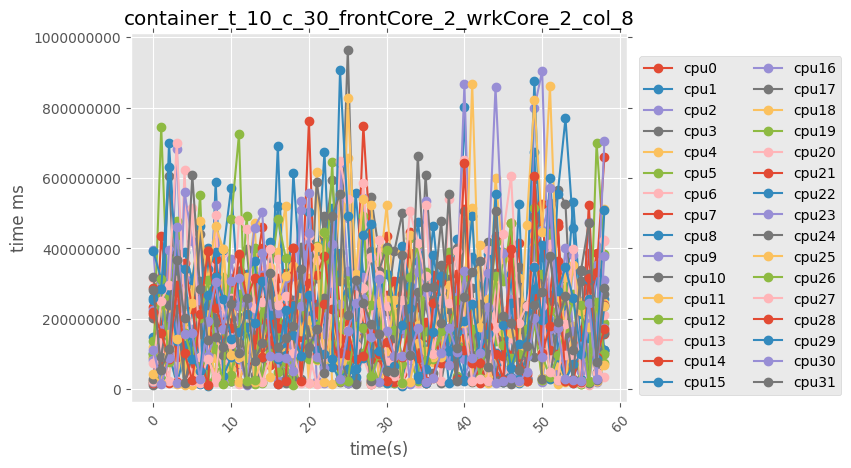 container_t_10_c_30_frontCore_2_wrkCore_2_col_8
time ms
1000000000
800000000
600000000
400000000
200000000
0
0
10
20
30
40
50
60
time(s)
cpu0
cpu1
cpu2
cpu3
cpu4
cpu5
cpu6
cpu7
cpu8
cpu9
cpu10
cpu11
cpu12
cpu13
cpu14
cpu15
cpu16
cpu17
cpu18
cpu19
cpu20
cpu21
cpu22
cpu23
cpu24
cpu25
cpu26
cpu27
cpu28
cpu29
cpu30
cpu31